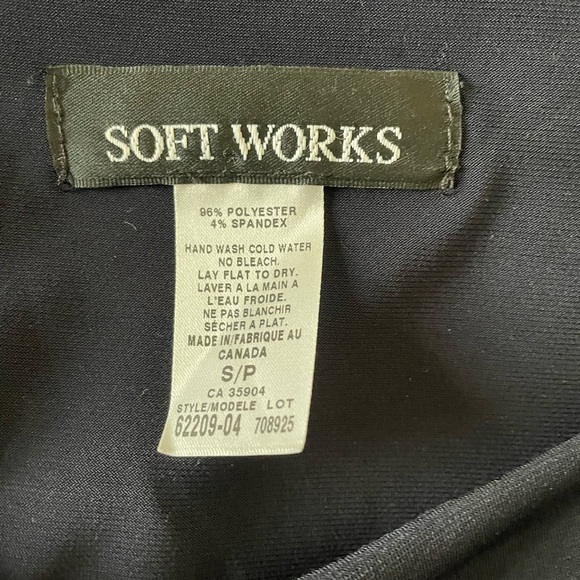 SOFT WORKS
96% POLYESTER
4% SPANDEX
HAND WASH COLD WATER
NO BLEACH.
LAY FLAT TO DRY.
LAVER A LA MAIN A
L'EAU FROIDE.
NE PAS BLANCHIR
SÉCHER A PLAT.
MADE IN/FABRIQUE AU
CANADA
S/P
CA 35904
STYLE/MODELE LOT
62209-04 708925